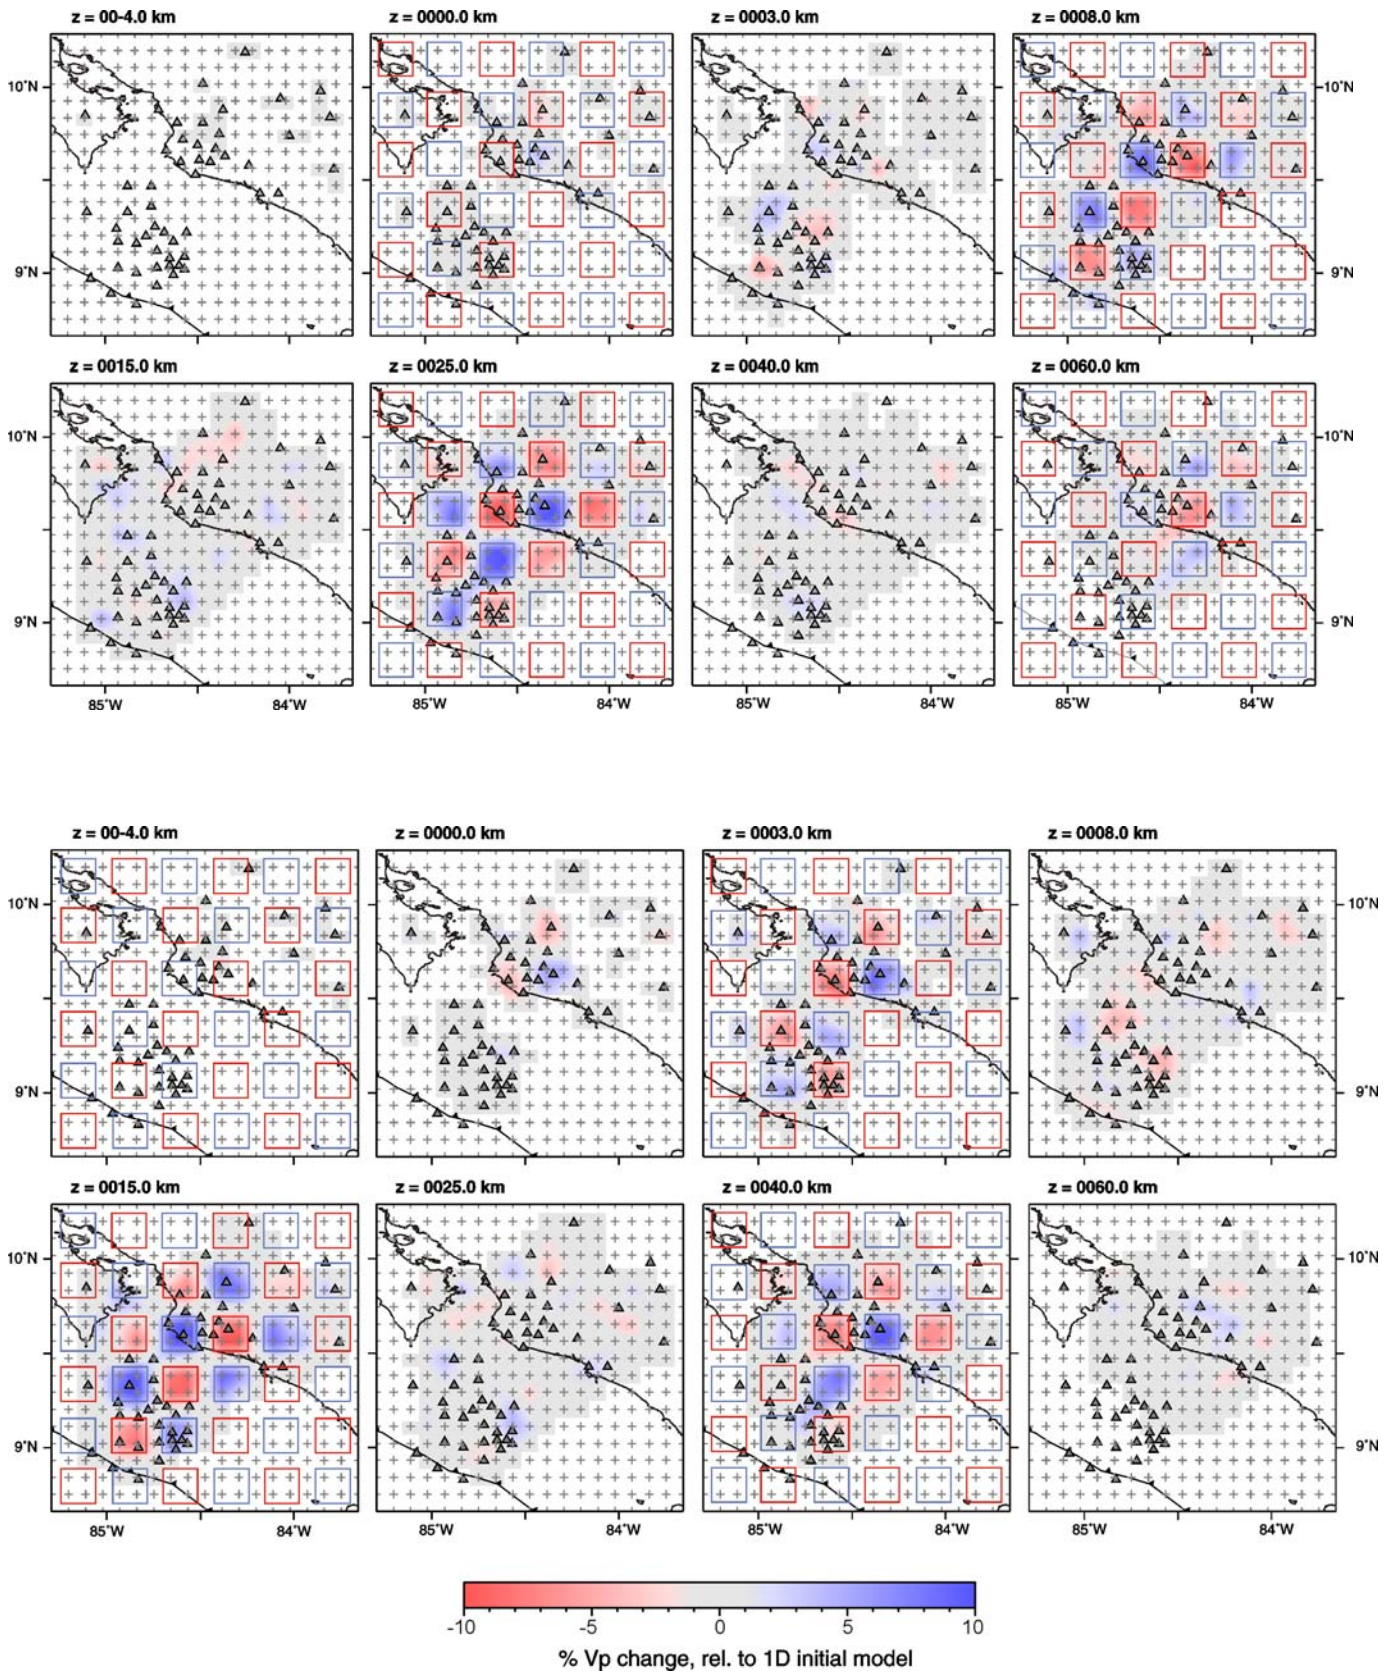 z = 00-4.0 km z = 0000.0 km z = 0003.0 km z = 0008.0 km
10˚N 10˚N
9˚N 9˚N
z = 0015.0 km z = 0025.0 km z = 0040.0 km z = 0060.0 km
10˚N 10˚N
9˚N 9˚N
85˚W 84˚W 85˚W 84˚W 85˚W 84˚W 85˚W 84˚W
z = 00-4.0 km z = 0000.0 km z = 0003.0 km z = 0008.0 km
10˚N 10˚N
9˚N 9˚N
z = 0015.0 km z = 0025.0 km z = 0040.0 km z = 0060.0 km
10˚N 10˚N
9˚N 9˚N
85˚W 84˚W 85˚W 84˚W 85˚W 84˚W 85˚W 84˚W
-10 -5 0 5 10
% Vp change, rel. to 1D initial model